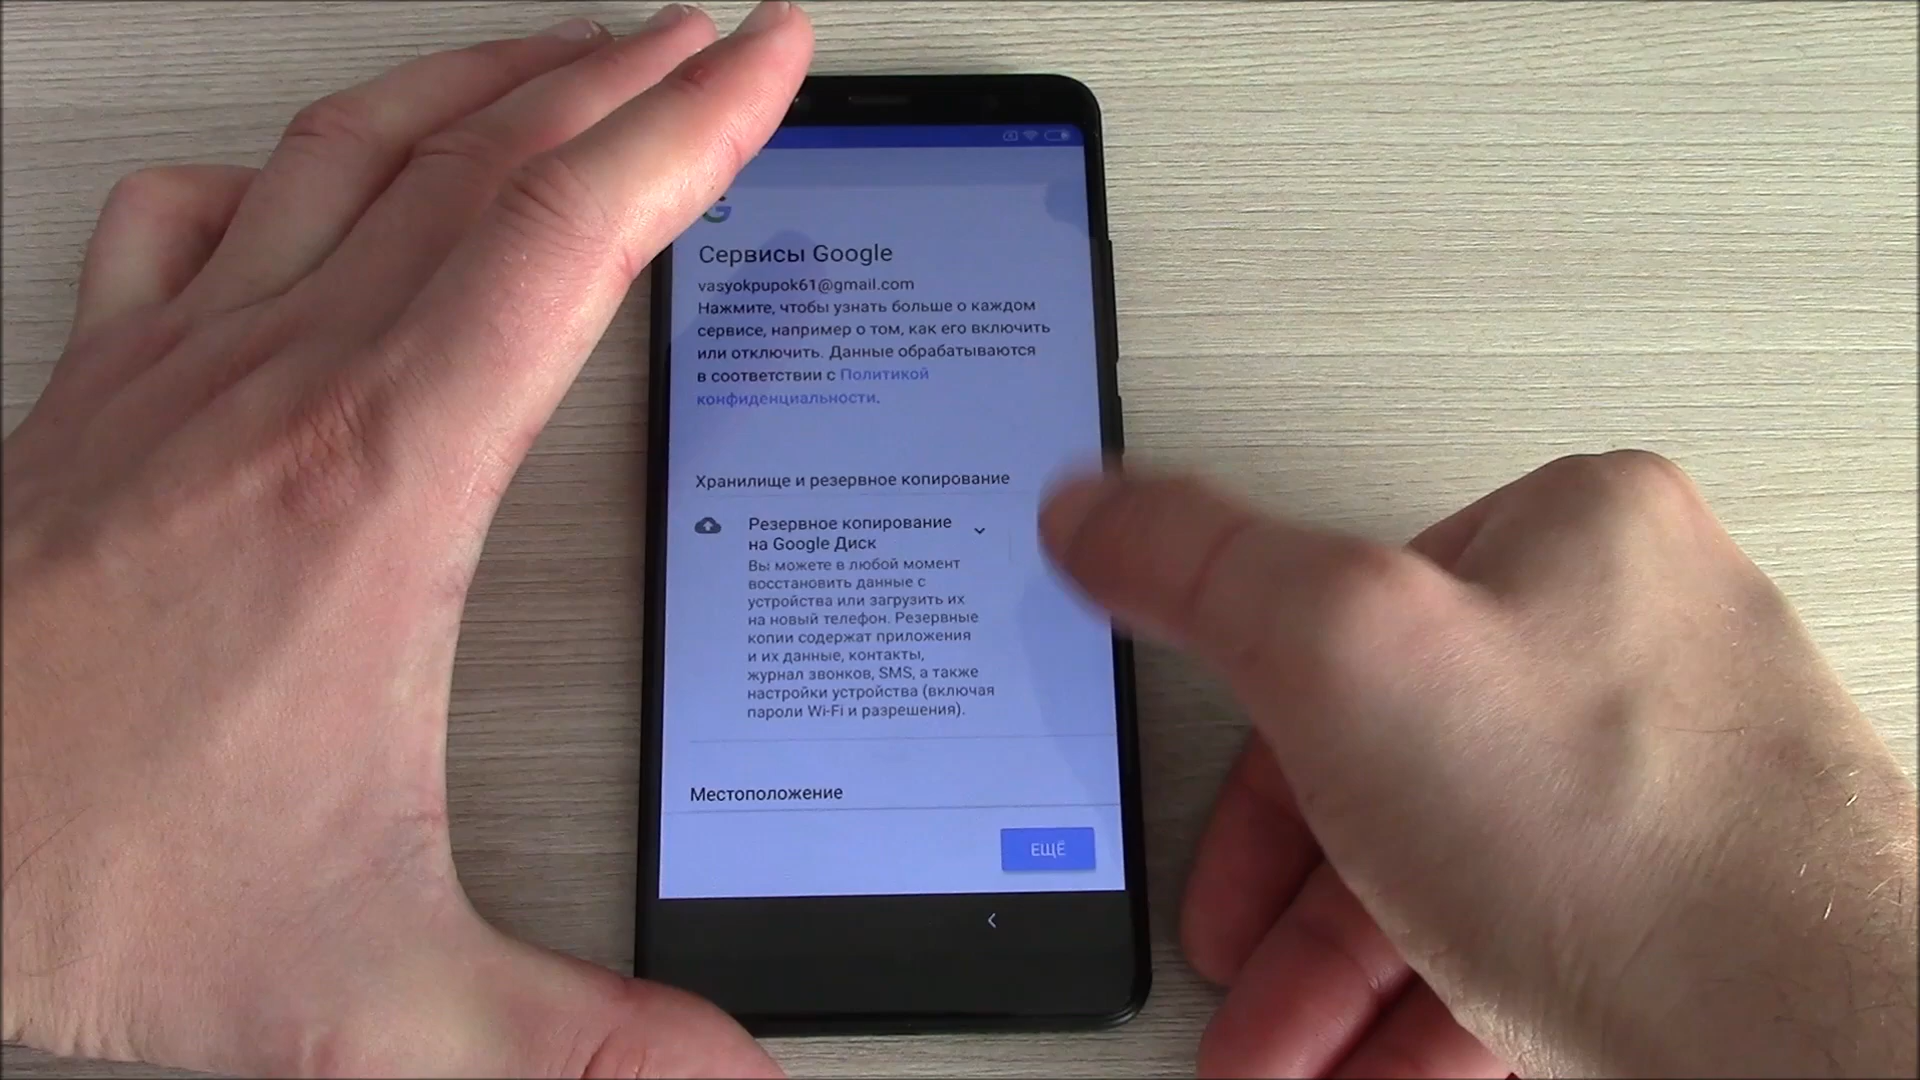 G
Сервисы Google
vasyokpupok61@gmail.com
Нажмите, чтобы узнать больше о каждом
сервисе, например о том, как его включить
или отключить. Данные обрабатываются
в соответствии с Политикой
конфиденциальности.
Хранилище и резервное копирование
Резервное копирование
на Google Диск
Вы можете в любой момент
восстановить данные с
устройства или загрузить их
на новый телефон. Резервные
копии содержат приложения
и их данные, контакты,
журнал звонков, SMS, а также
настройки устройства (включая
пароли Wi-Fi и разрешения).
Местоположение
ЕЩЁ